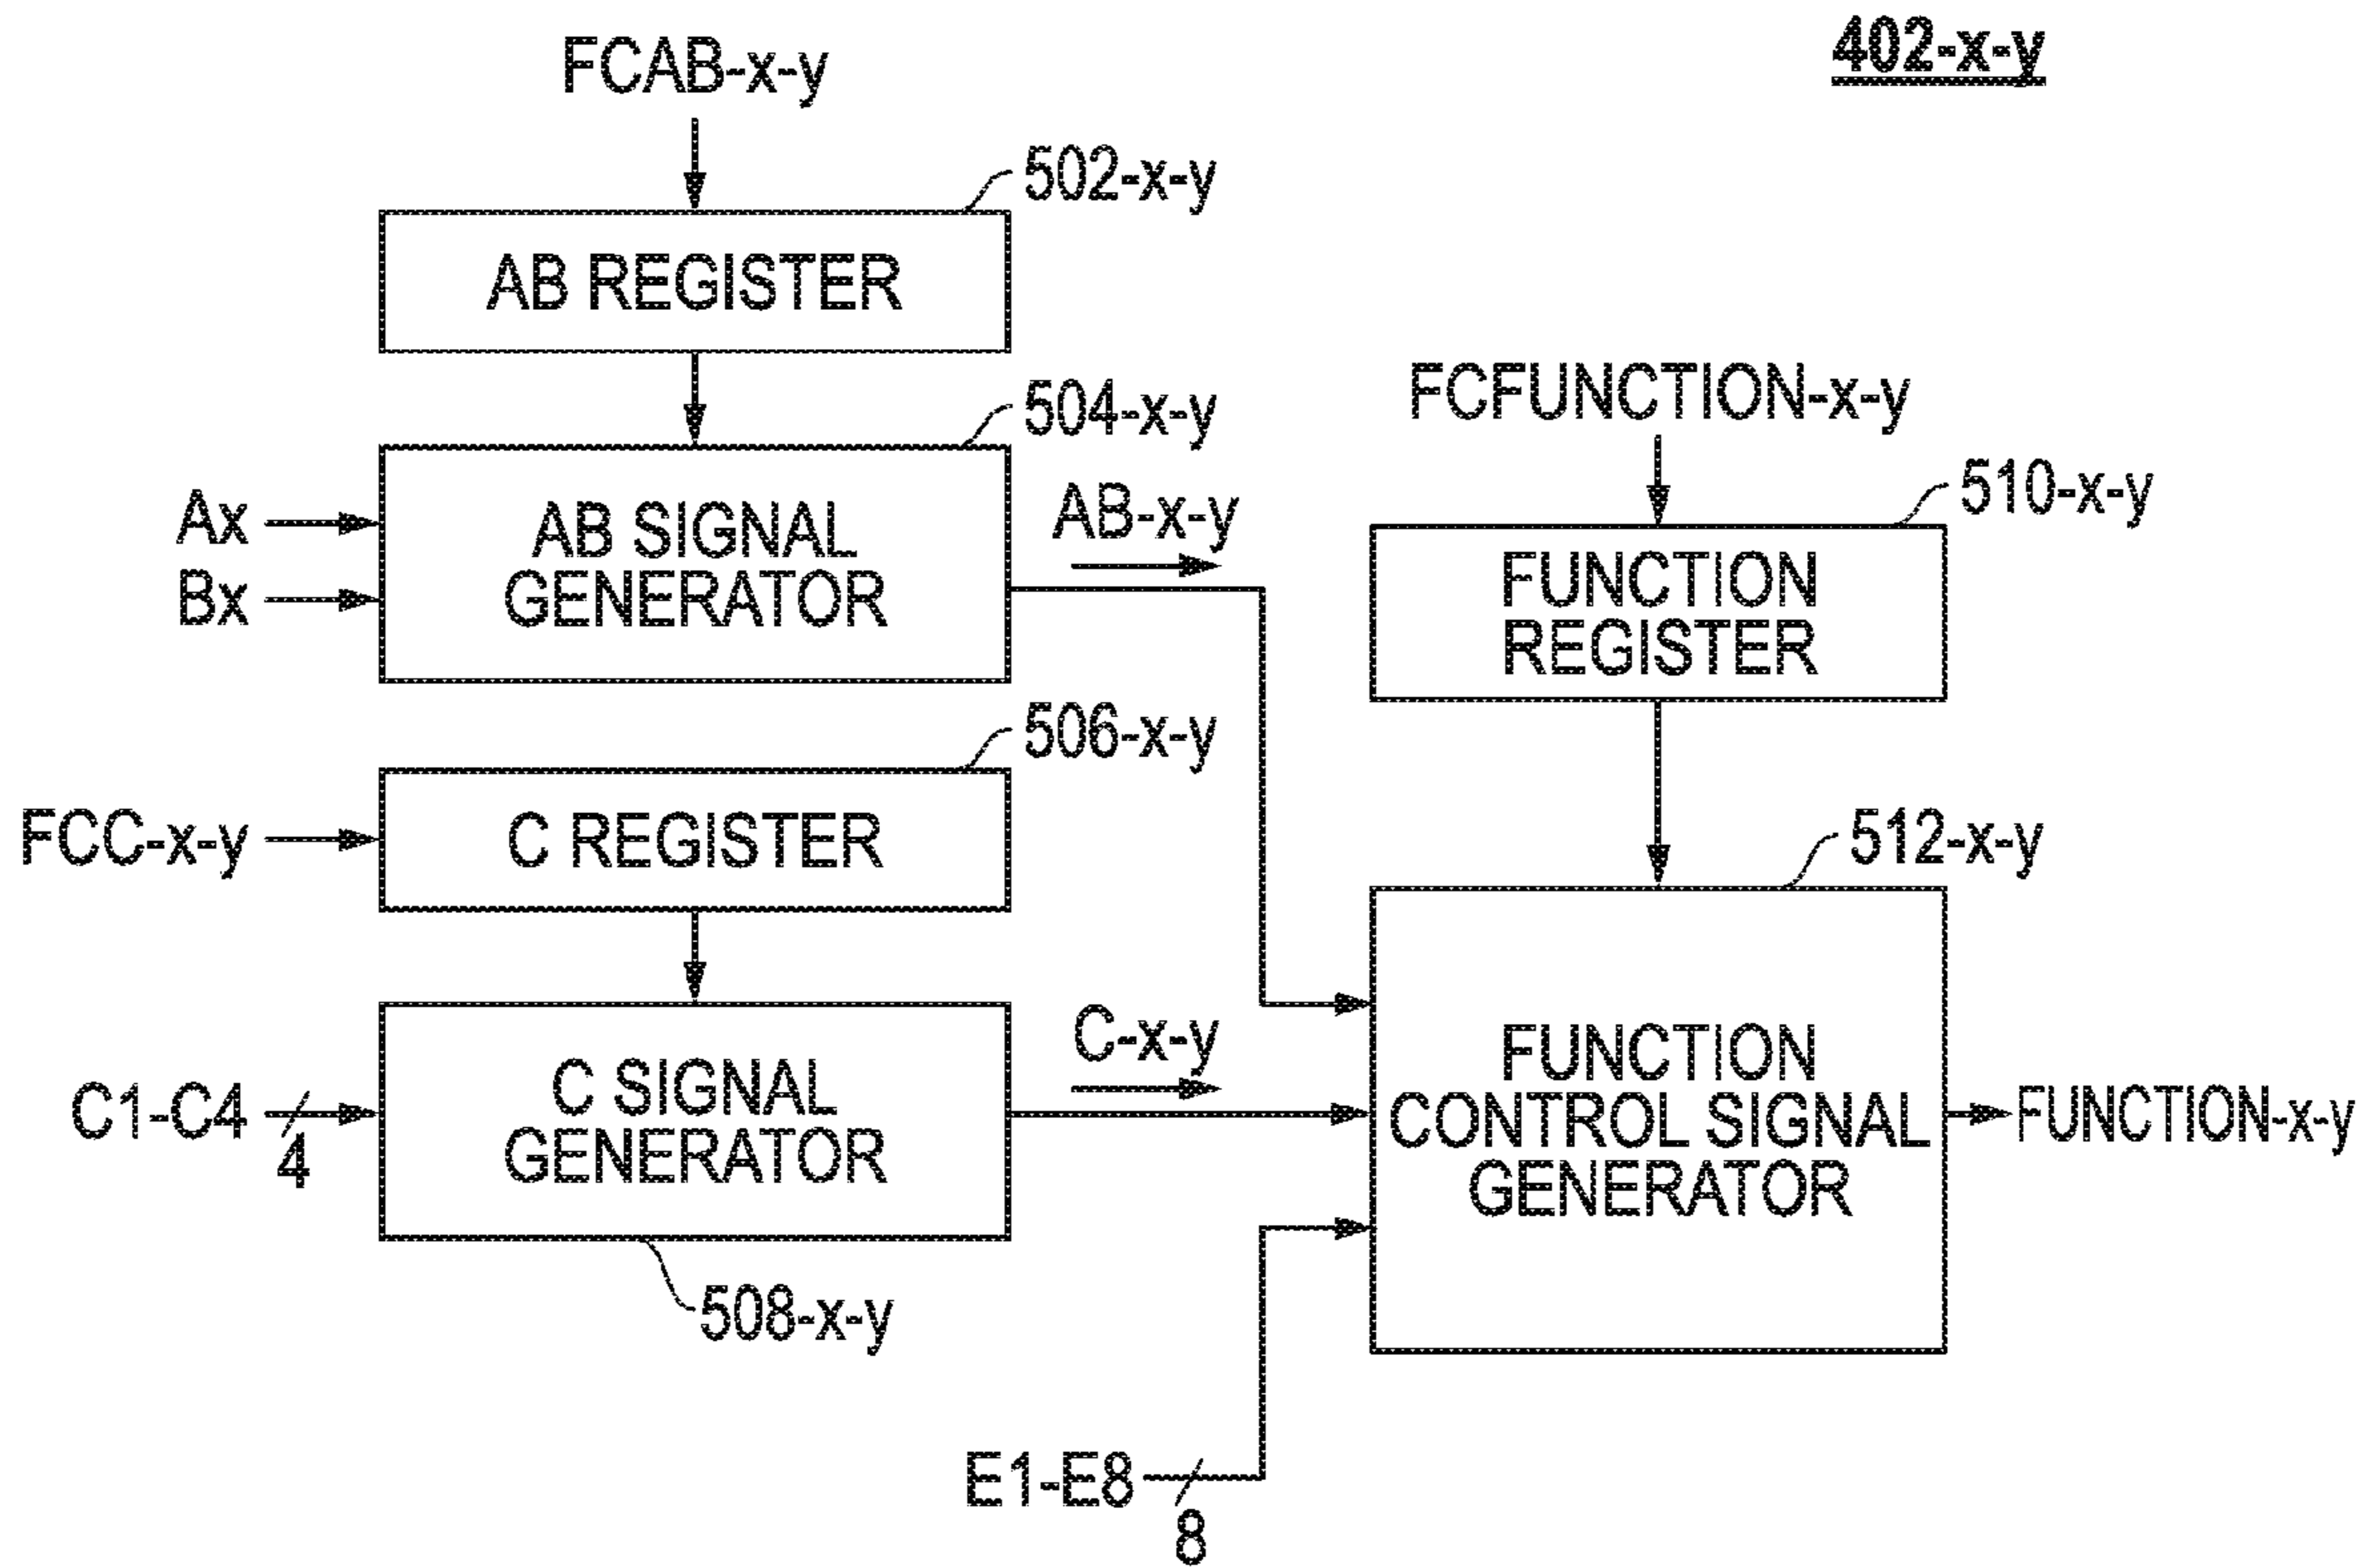 402-x-y
FCAB-x-y
502-x-y
AB REGISTER
504-x-y
Ax
Bx
AB SIGNAL
GENERATOR
AB-x-y
FCFUNCTION-x-y
510-x-y
FUNCTION
REGISTER
506-x-y
FCC-x-y
C REGISTER
512-x-y
C1-C4
4
C SIGNAL
GENERATOR
C-x-y
508-x-y
FUNCTION
CONTROL SIGNAL
GENERATOR
FUNCTION-x-y
E1-E8
8